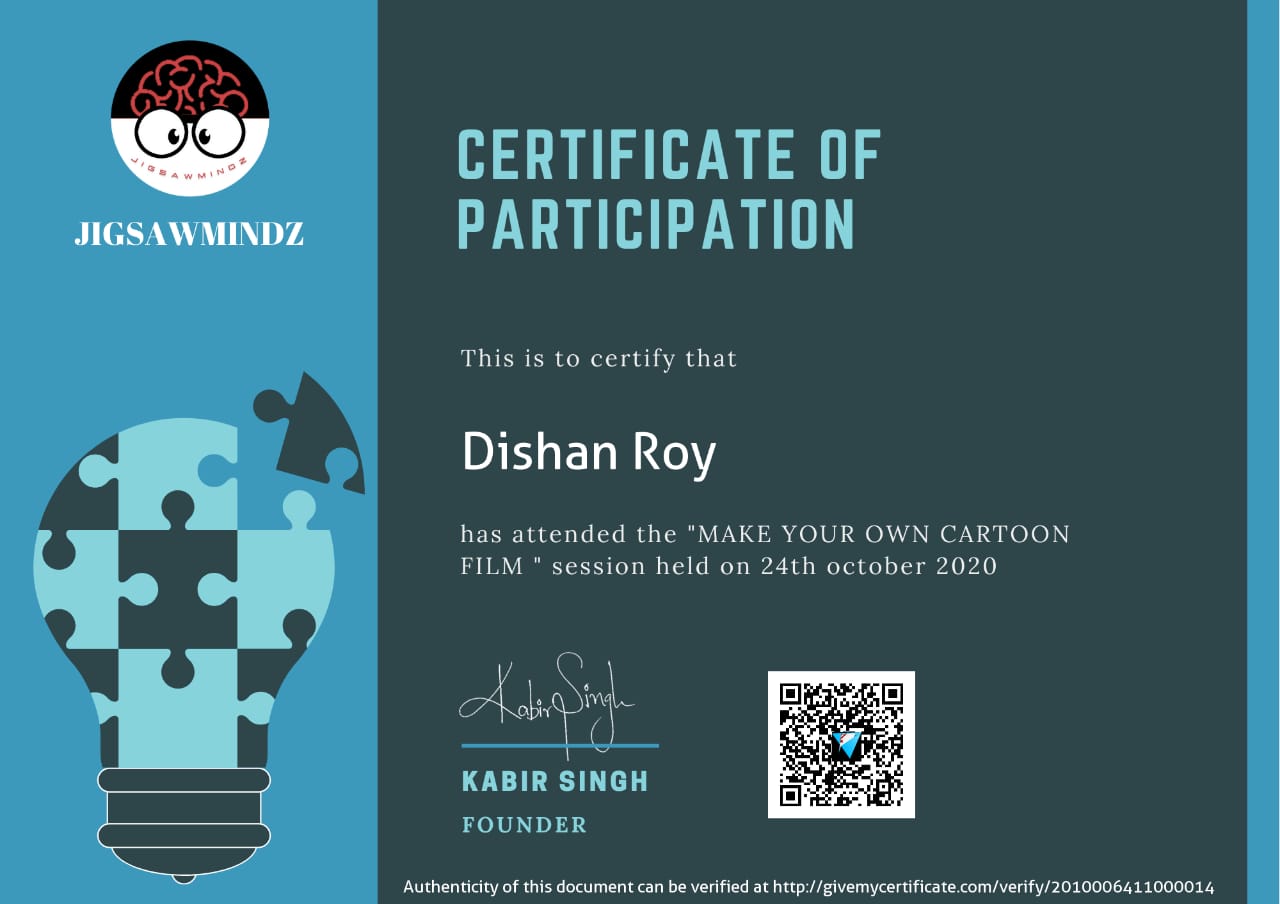 JIGSAWMINDZ
JIGSAWMINDZ
CERTIFICATE OF
PARTICIPATION
This is to certify that
Dishan Roy
has attended the "MAKE YOUR OWN CARTOON
FILM " session held on 24th october 2020
Kabir Singh
KABIR SINGH
FOUNDER
Authenticity of this document can be verified at http://givemycertificate.com/verify/2010006411000014